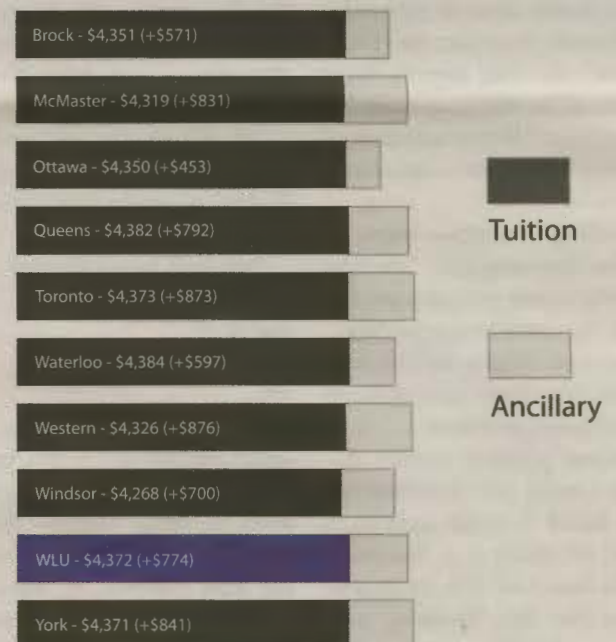 Brock - $4,351 (+$571)
McMaster - $4,319 (+$831)
Ottawa - $4,350 (+$453)
Queens - $4,382 (+$792)
Toronto - $4,373 (+$873)
Waterloo - $4,384 (+$597)
Western - $4,326 (+$876)
Windsor - $4,268 (+$700)
WLU - $4,372 (+$774)
York - $4,371 (+$841)
Tuition
Ancillary